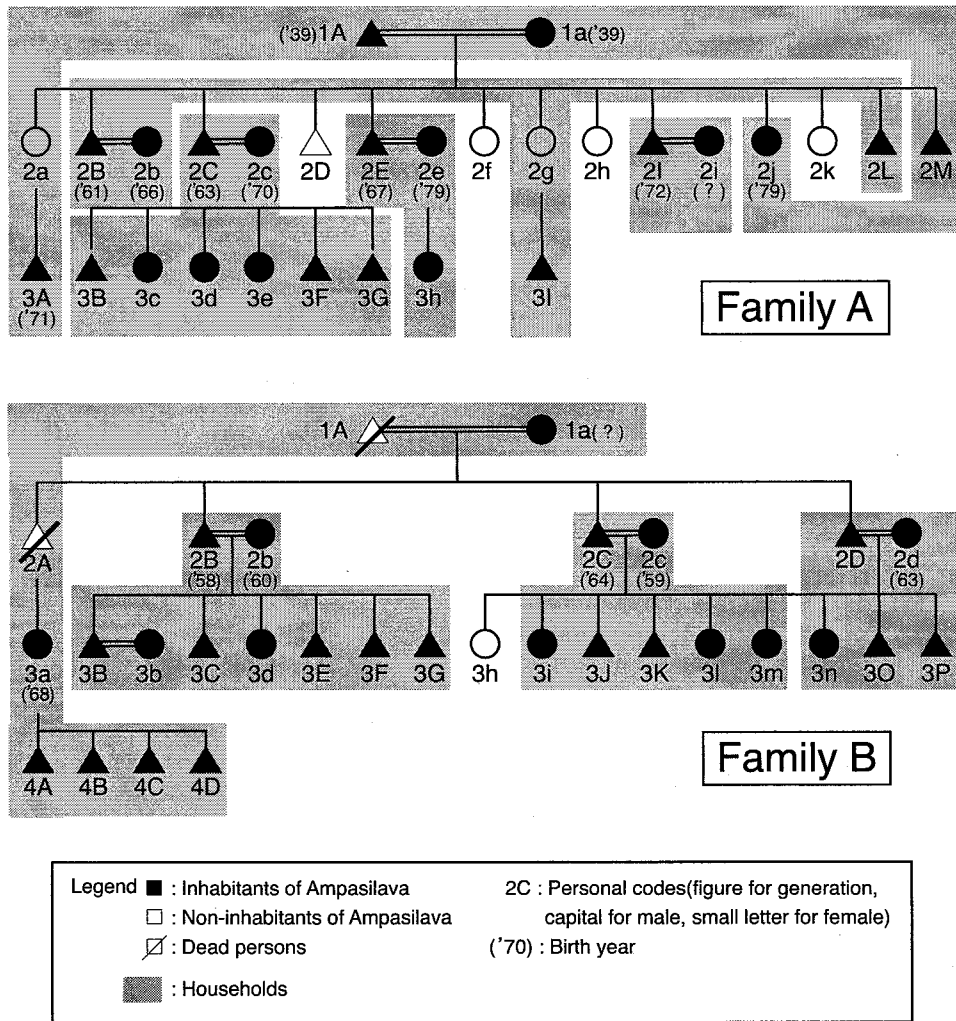 ('39)1A 1a('39)
2a 2B 2b 2C 2c 2D 2E 2e 2f 2g 2h 2I 2i 2j 2k 2L 2M
('61) ('66) ('63) ('70) ('67) ('79) ('72) (?) ('79)
3A 3B 3c 3d 3e 3F 3G 3h 3I
('71)
Family A
1A 1a(?)
2A 2B 2b 2C 2c 2D 2d
('58) ('60) ('64) ('59) ('63)
3a 3B 3b 3C 3d 3E 3F 3G 3h 3i 3J 3K 3l 3m 3n 3O 3P
('68)
Family B
4A 4B 4C 4D
Legend : Inhabitants of Ampasilava
: Non-inhabitants of Ampasilava
: Dead persons
: Households
2C : Personal codes(figure for generation,
capital for male, small letter for female)
('70) : Birth year